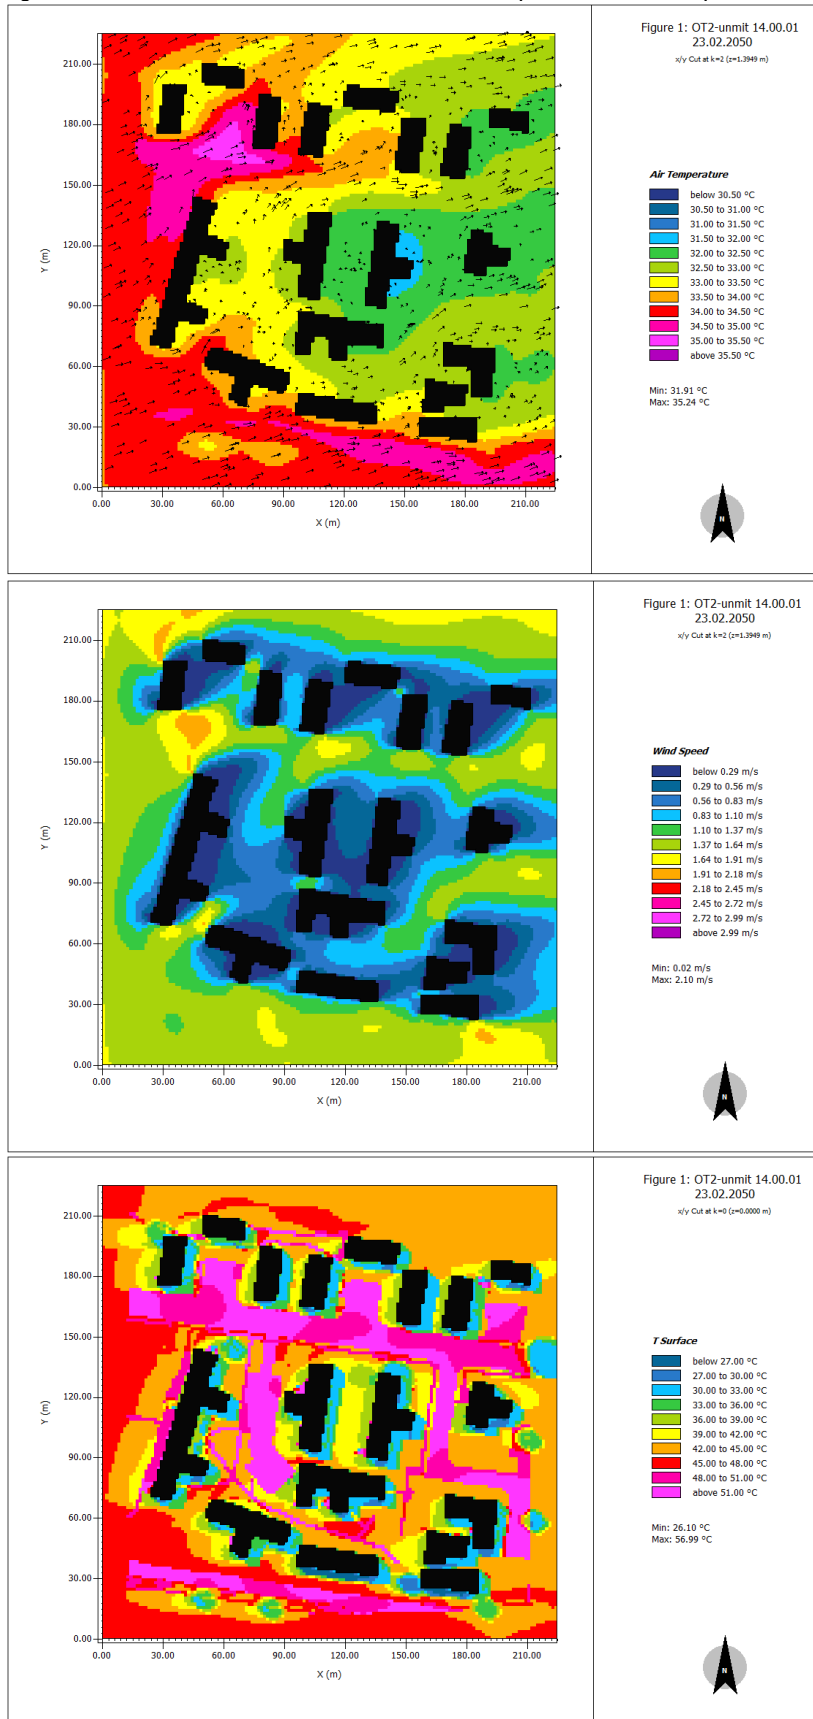 Figure 1: OT2-unmit 14.00.01
23.02.2050
x/y Cut at k=2 (z=1.3949 m)
210.00
180.00
150.00
120.00
90.00
60.00
30.00
0.00
Y (m)
0.00 30.00 60.00 90.00 120.00 150.00 180.00 210.00
X (m)
Air Temperature
below 30.50 °C
30.50 to 31.00 °C
31.00 to 31.50 °C
31.50 to 32.00 °C
32.00 to 32.50 °C
32.50 to 33.00 °C
33.00 to 33.50 °C
33.50 to 34.00 °C
34.00 to 34.50 °C
34.50 to 35.00 °C
35.00 to 35.50 °C
above 35.50 °C
Min: 31.91 °C
Max: 35.24 °C
N
Figure 1: OT2-unmit 14.00.01
23.02.2050
x/y Cut at k=2 (z=1.3949 m)
210.00
180.00
150.00
120.00
90.00
60.00
30.00
0.00
Y (m)
0.00 30.00 60.00 90.00 120.00 150.00 180.00 210.00
X (m)
Wind Speed
below 0.29 m/s
0.29 to 0.56 m/s
0.56 to 0.83 m/s
0.83 to 1.10 m/s
1.10 to 1.37 m/s
1.37 to 1.64 m/s
1.64 to 1.91 m/s
1.91 to 2.18 m/s
2.18 to 2.45 m/s
2.45 to 2.72 m/s
2.72 to 2.99 m/s
above 2.99 m/s
Min: 0.02 m/s
Max: 2.10 m/s
N
Figure 1: OT2-unmit 14.00.01
23.02.2050
x/y Cut at k=0 (z=0.0000 m)
210.00
180.00
150.00
120.00
90.00
60.00
30.00
0.00
Y (m)
0.00 30.00 60.00 90.00 120.00 150.00 180.00 210.00
X (m)
T Surface
below 27.00 °C
27.00 to 30.00 °C
30.00 to 33.00 °C
33.00 to 36.00 °C
36.00 to 39.00 °C
39.00 to 42.00 °C
42.00 to 45.00 °C
45.00 to 48.00 °C
48.00 to 51.00 °C
above 51.00 °C
Min: 26.10 °C
Max: 56.99 °C
N